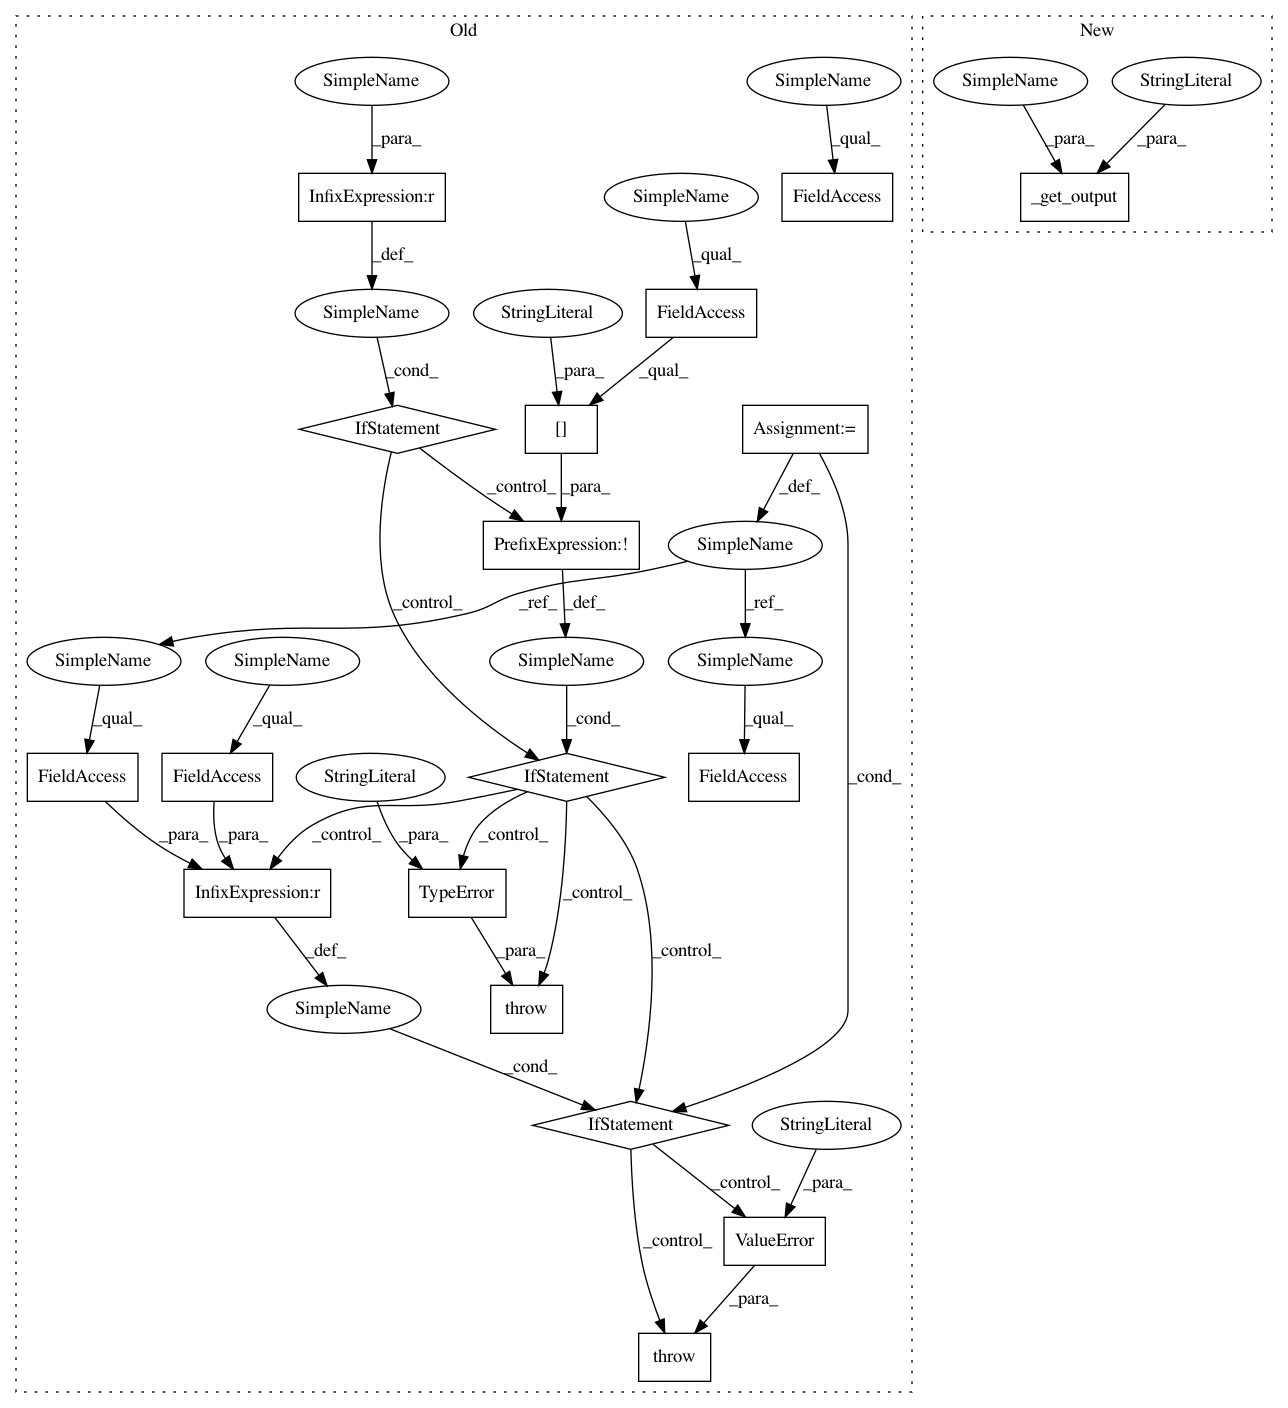 Old
New
SimpleName
SimpleName
SimpleName
StringLiteral
_para_
_qual_
_para_
_para_
InfixExpression:r
SimpleName
FieldAccess
_get_output
_def_
_qual_
SimpleName
StringLiteral
FieldAccess
_cond_
_para_
_qual_
IfStatement
[]
Assignment:=
_control_
_para_
_def_
PrefixExpression:!
SimpleName
_control_
_ref_
_def_
_ref_
SimpleName
SimpleName
SimpleName
SimpleName
_qual_
_qual_
_cond_
_qual_
FieldAccess
FieldAccess
StringLiteral
IfStatement
FieldAccess
_cond_
_para_
_para_
_control_
_para_
_control_
InfixExpression:r
TypeError
_control_
_def_
_para_
_control_
SimpleName
throw
_cond_
IfStatement
StringLiteral
_control_
_para_
_control_
ValueError
_para_
throw